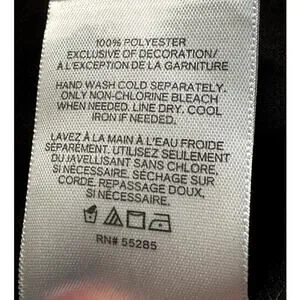 100% POLYESTER
EXCLUSIVE OF DECORATION/
A L'EXCEPTION DE LA GARNITURE
HAND WASH COLD SEPARATELY.
ONLY NON-CHLORINE BLEACH
WHEN NEEDED. LINE DRY. COOL
IRON IF NEEDED.
LAVEZ À LA MAIN À L'EAU FROIDE
SÉPARÉMENT. UTILISEZ SEULEMENT
DU JAVELLISANT SANS CHLORE,
SI NÉCESSAIRE. SÉCHAGE SUR
CORDE. REPASSAGE DOUX,
SI NÉCESSAIRE.
RN# 55285